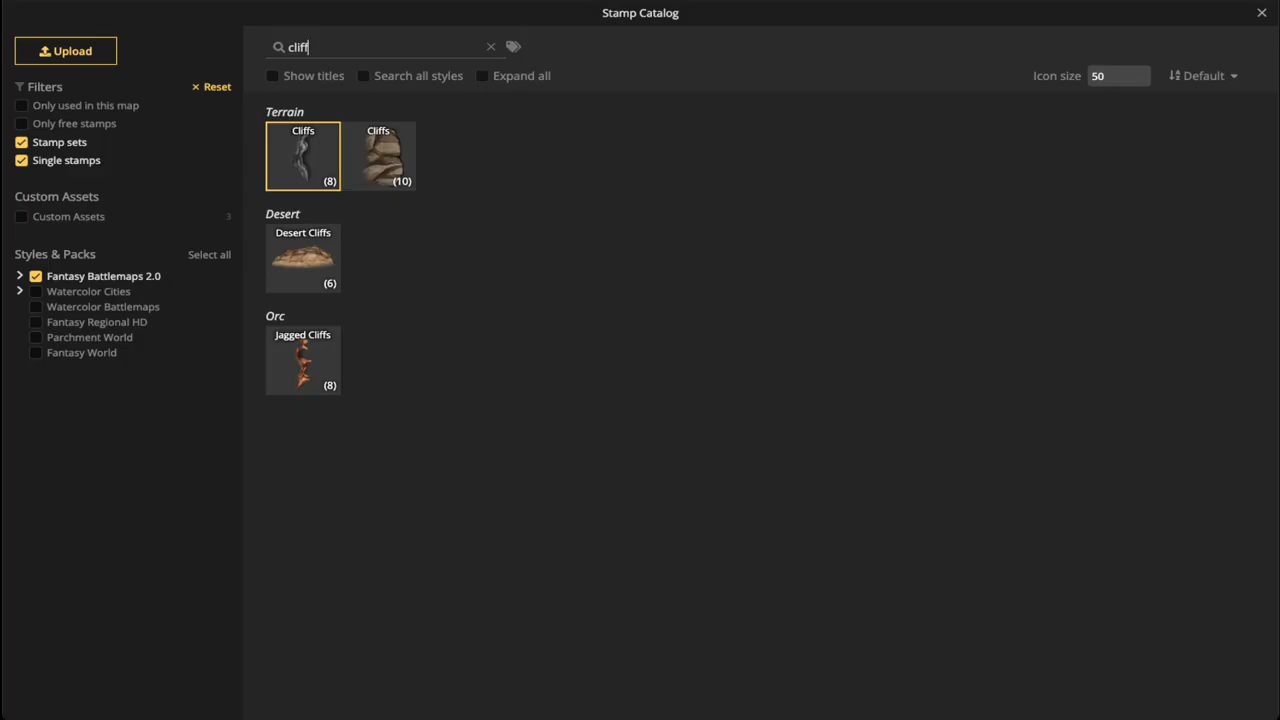 Stamp Catalog
Upload
cliff
Filters
Reset
Show titles
Search all styles
Expand all
Icon size
50
Default
Only used in this map
Only free stamps
Stamp sets
Single stamps
Custom Assets
Custom Assets 3
Styles & Packs
Select all
Fantasy Battlemaps 2.0
Watercolor Cities
Watercolor Battlemaps
Fantasy Regional HD
Parchment World
Fantasy World
Terrain
Cliffs
(8)
Cliffs
(10)
Desert
Desert Cliffs
(6)
Orc
Jagged Cliffs
(8)